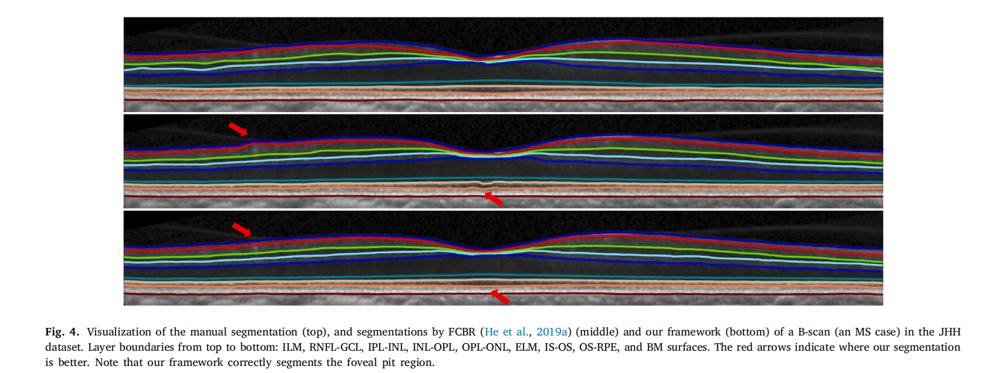 Fig. 4. Visualization of the manual segmentation (top), and segmentations by FCBR (He et al., 2019a) (middle) and our framework (bottom) of a B-scan (an MS case) in the JHH
dataset. Layer boundaries from top to bottom: ILM, RNFL-GCL, IPL-INL, INL-OPL, OPL-ONL, ELM, IS-OS, OS-RPE, and BM surfaces. The red arrows indicate where our segmentation
is better. Note that our framework correctly segments the foveal pit region.